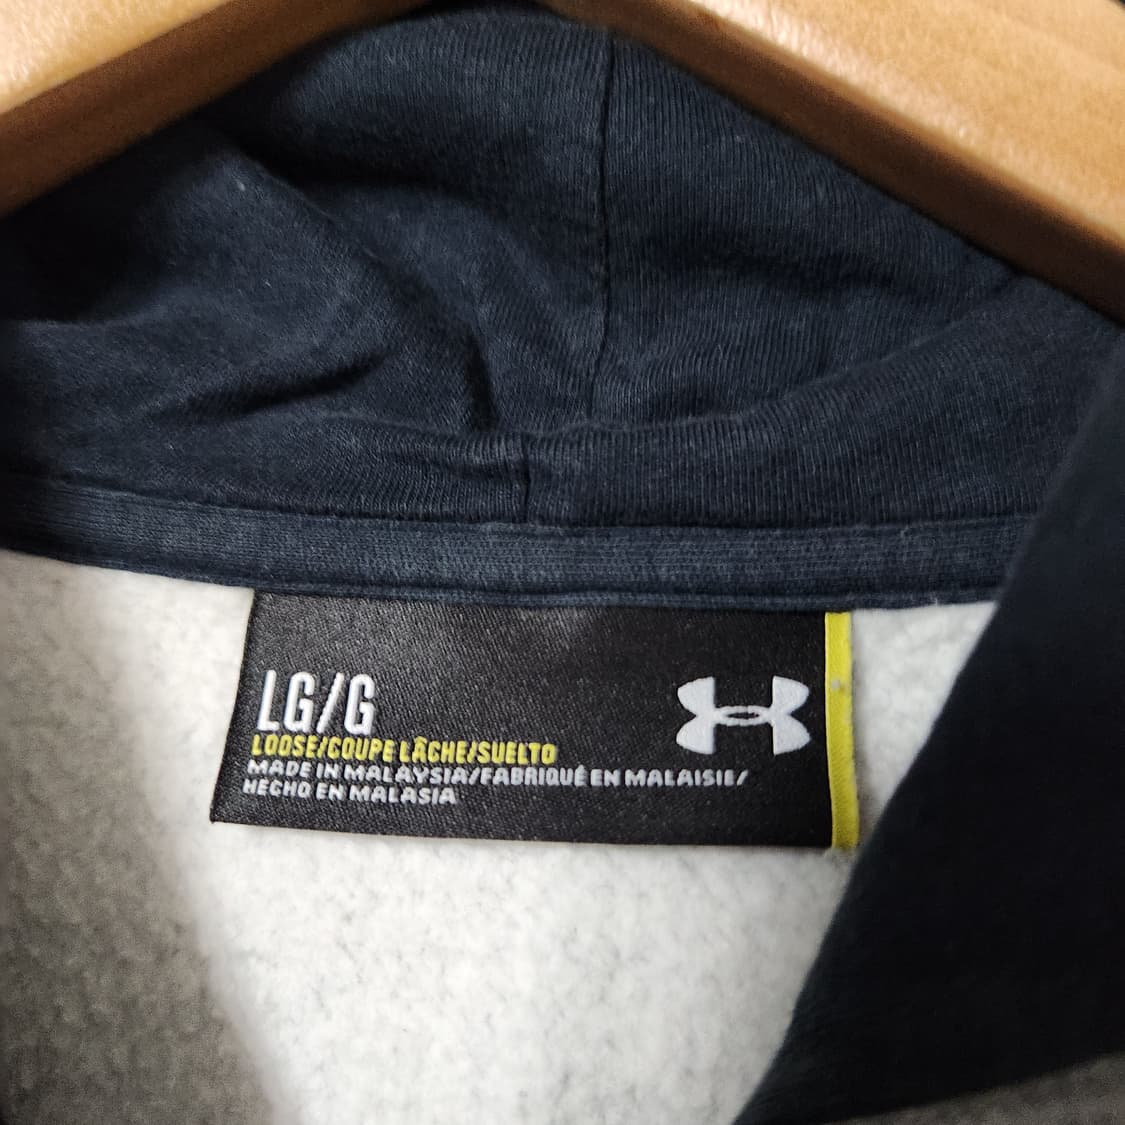 LG/G
LOOSE/COUPE LÂCHE/SUELTO
MADE IN MALAYSIA/FABRIQUÉ EN MALAISIE/
HECHO EN MALASIA